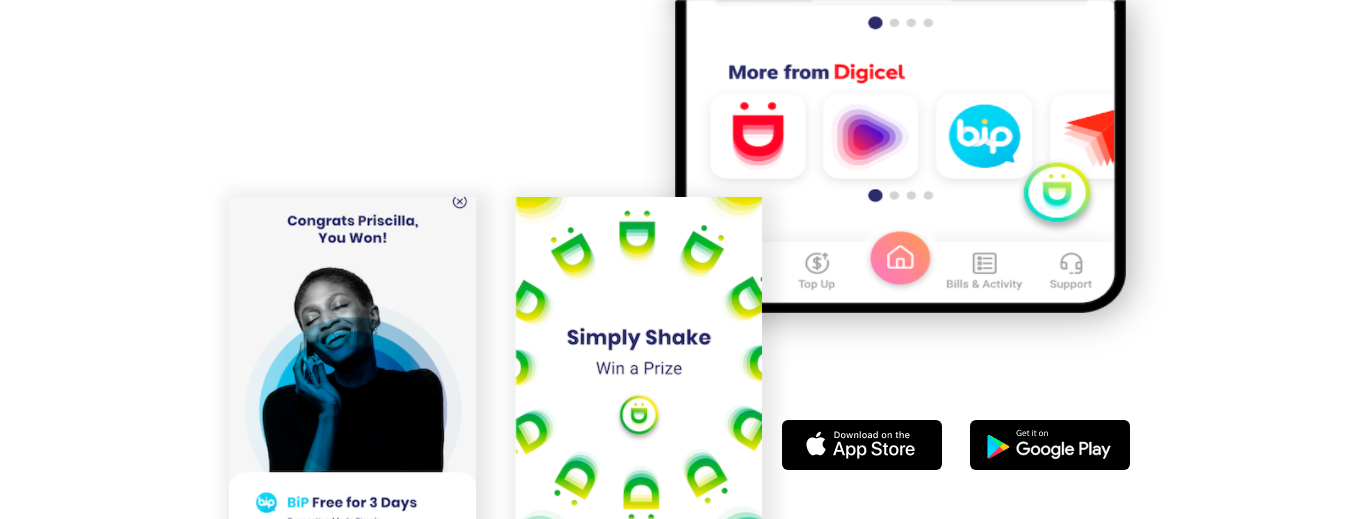 More from Digicel
bip
Top Up
Bills & Activity
Support
Congrats Priscilla,
You Won!
bip
BiP Free for 3 Days
Simply Shake
Win a Prize
Download on the
App Store
Get it on
Google Play